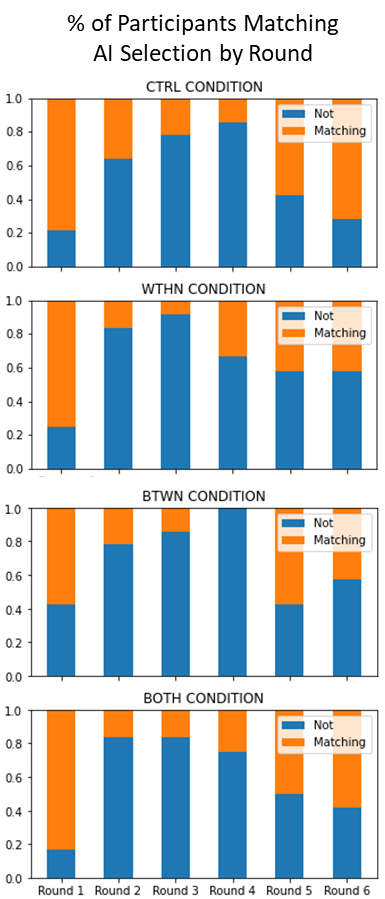 % of Participants Matching
AI Selection by Round
CTRL CONDITION
1.0
0.8
0.6
0.4
0.2
0.0
Not
Matching
WTHN CONDITION
1.0
0.8
0.6
0.4
0.2
0.0
Not
Matching
BTWN CONDITION
1.0
0.8
0.6
0.4
0.2
0.0
Not
Matching
BOTH CONDITION
1.0
0.8
0.6
0.4
0.2
0.0
Not
Matching
Round 1 Round 2 Round 3 Round 4 Round 5 Round 6